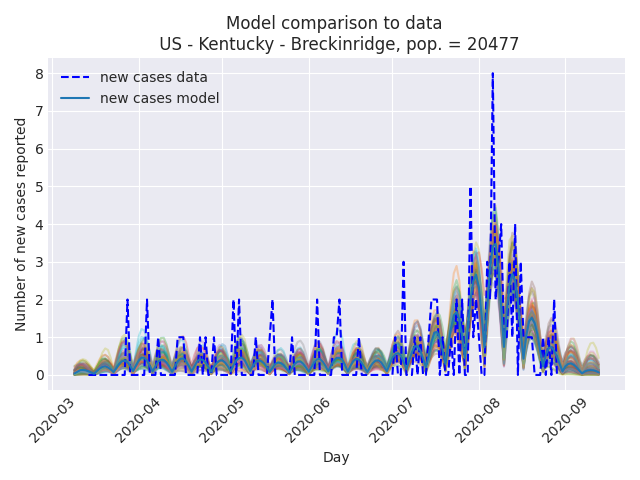 Model comparison to data
US - Kentucky - Breckinridge, pop. = 20477
new cases data
new cases model
Number of new cases reported
8
7
6
5
4
3
2
1
0
2020-03
2020-04
2020-05
2020-06
2020-07
2020-08
2020-09
Day